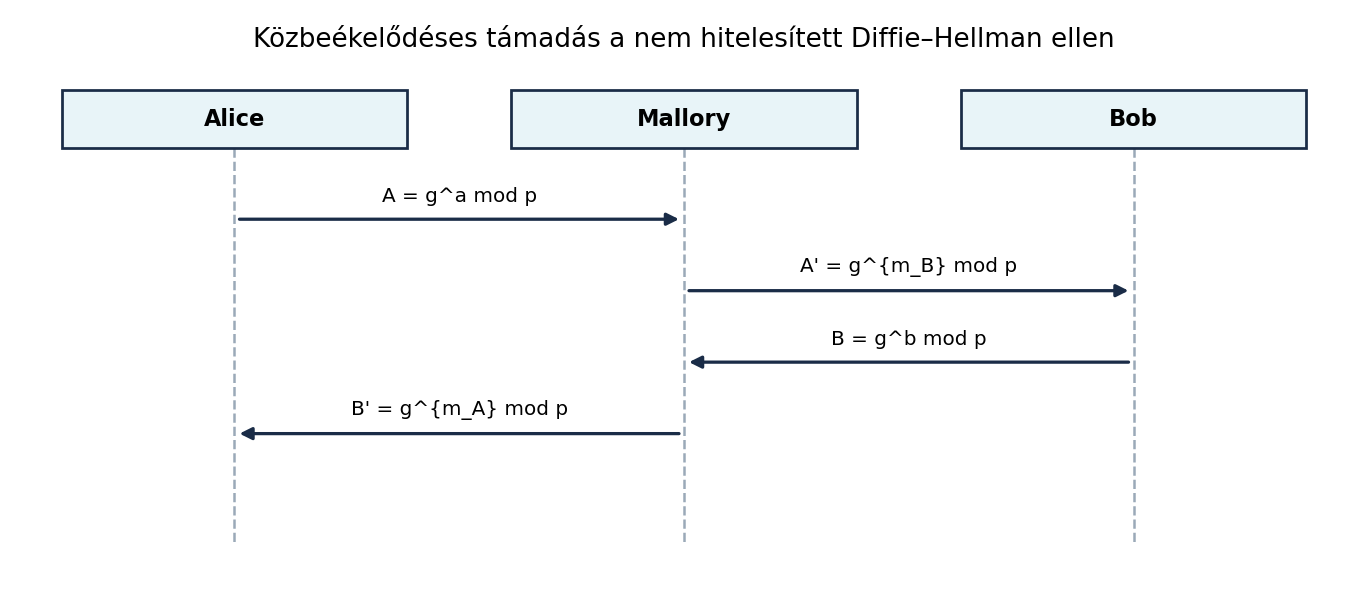 Közbeékelődéses támadás a nem hitelesített Diffie–Hellman ellen
Alice
Mallory
Bob
A = g^a mod p
A' = g^{m_B} mod p
B = g^b mod p
B' = g^{m_A} mod p